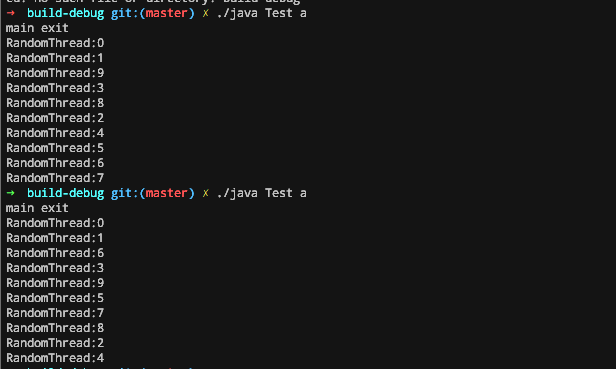 ➜  build-debug git:(master) ✗ ./java Test a
main exit
RandomThread:0
RandomThread:1
RandomThread:9
RandomThread:3
RandomThread:8
RandomThread:2
RandomThread:4
RandomThread:5
RandomThread:6
RandomThread:7
➜  build-debug git:(master) ✗ ./java Test a
main exit
RandomThread:0
RandomThread:1
RandomThread:6
RandomThread:3
RandomThread:9
RandomThread:5
RandomThread:7
RandomThread:8
RandomThread:2
RandomThread:4